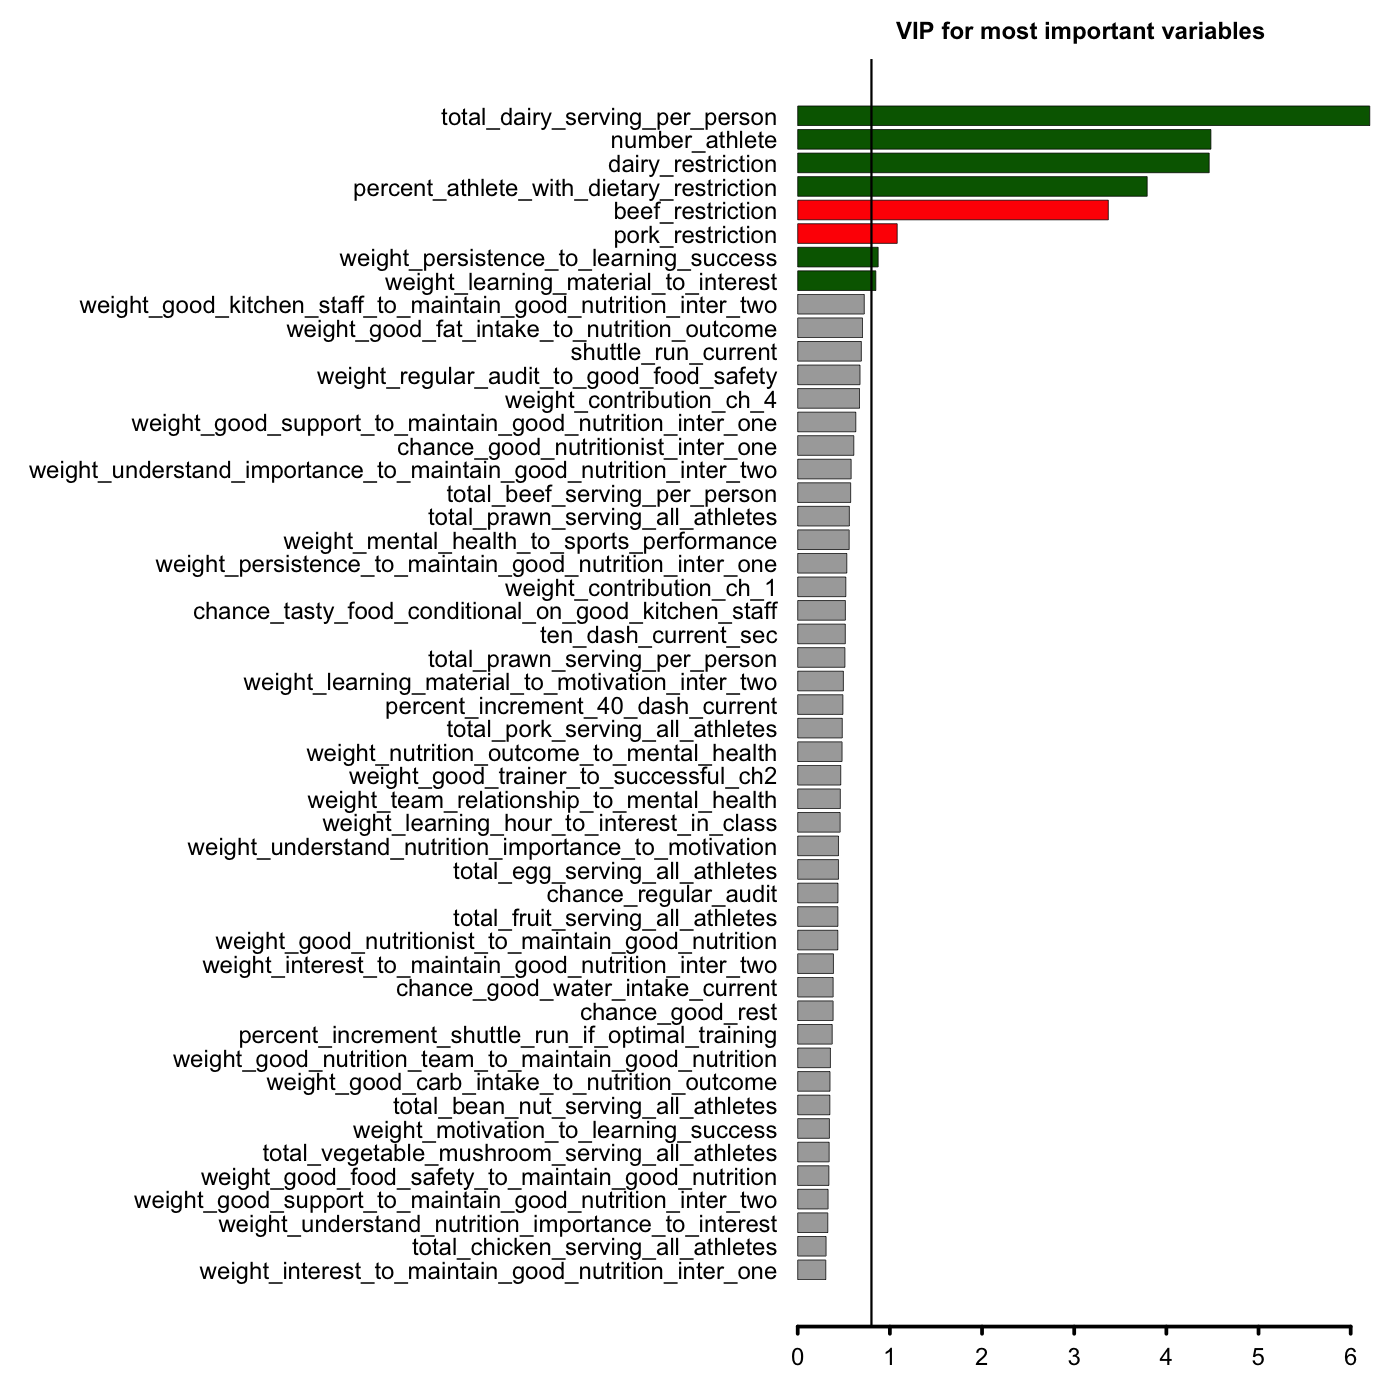 VIP for most important variables
total_dairy_serving_per_person
number_athlete
dairy_restriction
percent_athlete_with_dietary_restriction
beef_restriction
pork_restriction
weight_persistence_to_learning_success
weight_learning_material_to_interest
weight_good_kitchen_staff_to_maintain_good_nutrition_inter_two
weight_good_fat_intake_to_nutrition_outcome
shuttle_run_current
weight_regular_audit_to_good_food_safety
weight_contribution_ch_4
weight_good_support_to_maintain_good_nutrition_inter_one
chance_good_nutritionist_inter_one
weight_understand_importance_to_maintain_good_nutrition_inter_two
total_beef_serving_per_person
total_prawn_serving_all_athletes
weight_mental_health_to_sports_performance
weight_persistence_to_maintain_good_nutrition_inter_one
weight_contribution_ch_1
chance_tasty_food_conditional_on_good_kitchen_staff
ten_dash_current_sec
total_prawn_serving_per_person
weight_learning_material_to_motivation_inter_two
percent_increment_40_dash_current
total_pork_serving_all_athletes
weight_nutrition_outcome_to_mental_health
weight_good_trainer_to_successful_ch2
weight_team_relationship_to_mental_health
weight_learning_hour_to_interest_in_class
weight_understand_nutrition_importance_to_motivation
total_egg_serving_all_athletes
chance_regular_audit
total_fruit_serving_all_athletes
weight_good_nutritionist_to_maintain_good_nutrition
weight_interest_to_maintain_good_nutrition_inter_two
chance_good_water_intake_current
chance_good_rest
percent_increment_shuttle_run_if_optimal_training
weight_good_nutrition_team_to_maintain_good_nutrition
weight_good_carb_intake_to_nutrition_outcome
total_bean_nut_serving_all_athletes
weight_motivation_to_learning_success
total_vegetable_mushroom_serving_all_athletes
weight_good_food_safety_to_maintain_good_nutrition
weight_good_support_to_maintain_good_nutrition_inter_two
weight_understand_nutrition_importance_to_interest
total_chicken_serving_all_athletes
weight_interest_to_maintain_good_nutrition_inter_one
0 1 2 3 4 5 6